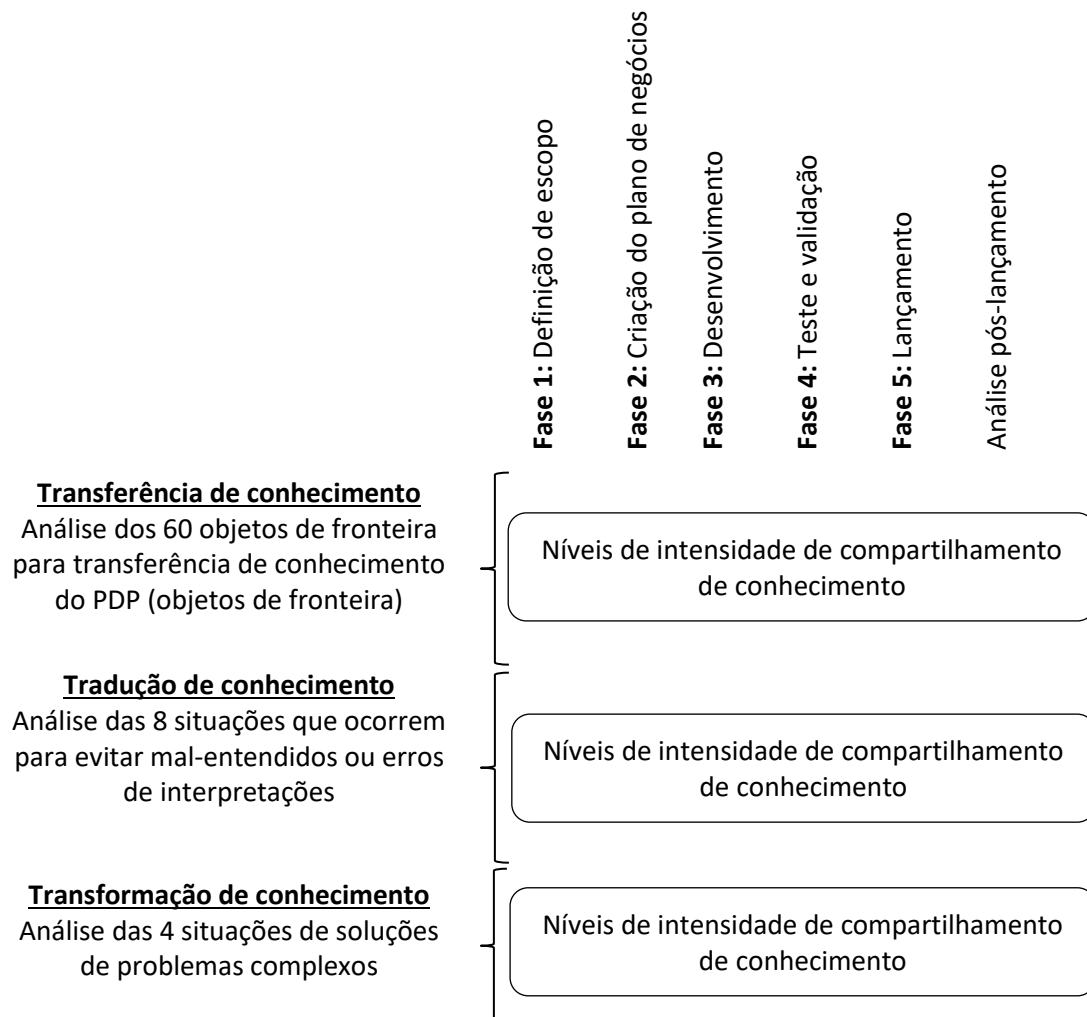 Fase 1: Definição de escopo
Fase 2: Criação do plano de negócios
Fase 3: Desenvolvimento
Fase 4: Teste e validação
Fase 5: Lançamento
Análise pós-lançamento
Transferência de conhecimento
Análise dos 60 objetos de fronteira
para transferência de conhecimento
do PDP (objetos de fronteira)
Níveis de intensidade de compartilhamento
de conhecimento
Tradução de conhecimento
Análise das 8 situações que ocorrem
para evitar mal-entendidos ou erros
de interpretações
Níveis de intensidade de compartilhamento
de conhecimento
Transformação de conhecimento
Análise das 4 situações de soluções
de problemas complexos
Níveis de intensidade de compartilhamento
de conhecimento